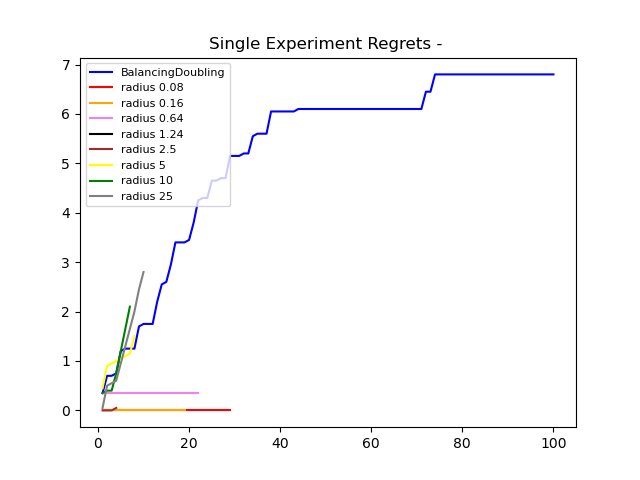 Single Experiment Regrets -
7
6
5
4
3
2
1
0
BalancingDoubling
radius 0.08
radius 0.16
radius 0.64
radius 1.24
radius 2.5
radius 5
radius 10
radius 25
0 20 40 60 80 100